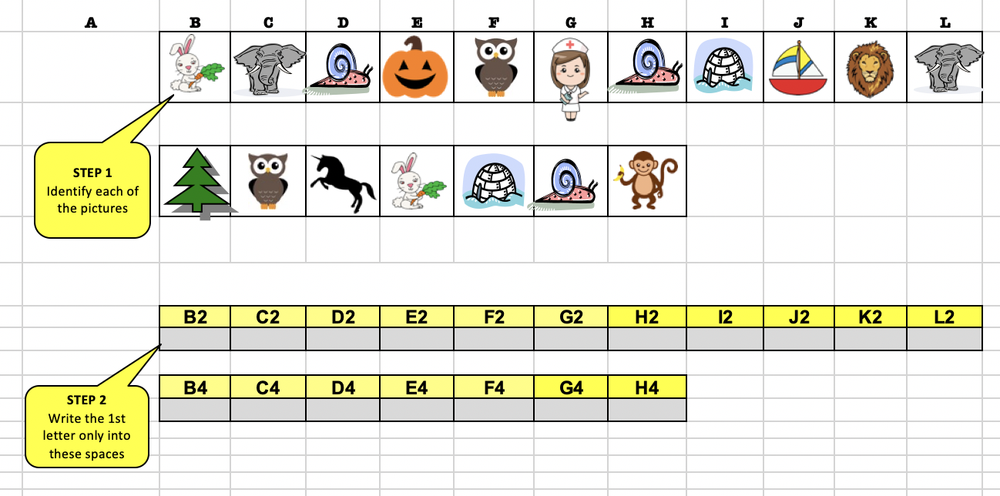 A B C D E F G H I J K L
STEP 1
Identify each of
the pictures
B2 C2 D2 E2 F2 G2 H2 I2 J2 K2 L2
B4 C4 D4 E4 F4 G4 H4
STEP 2
Write the 1st
letter only into
these spaces